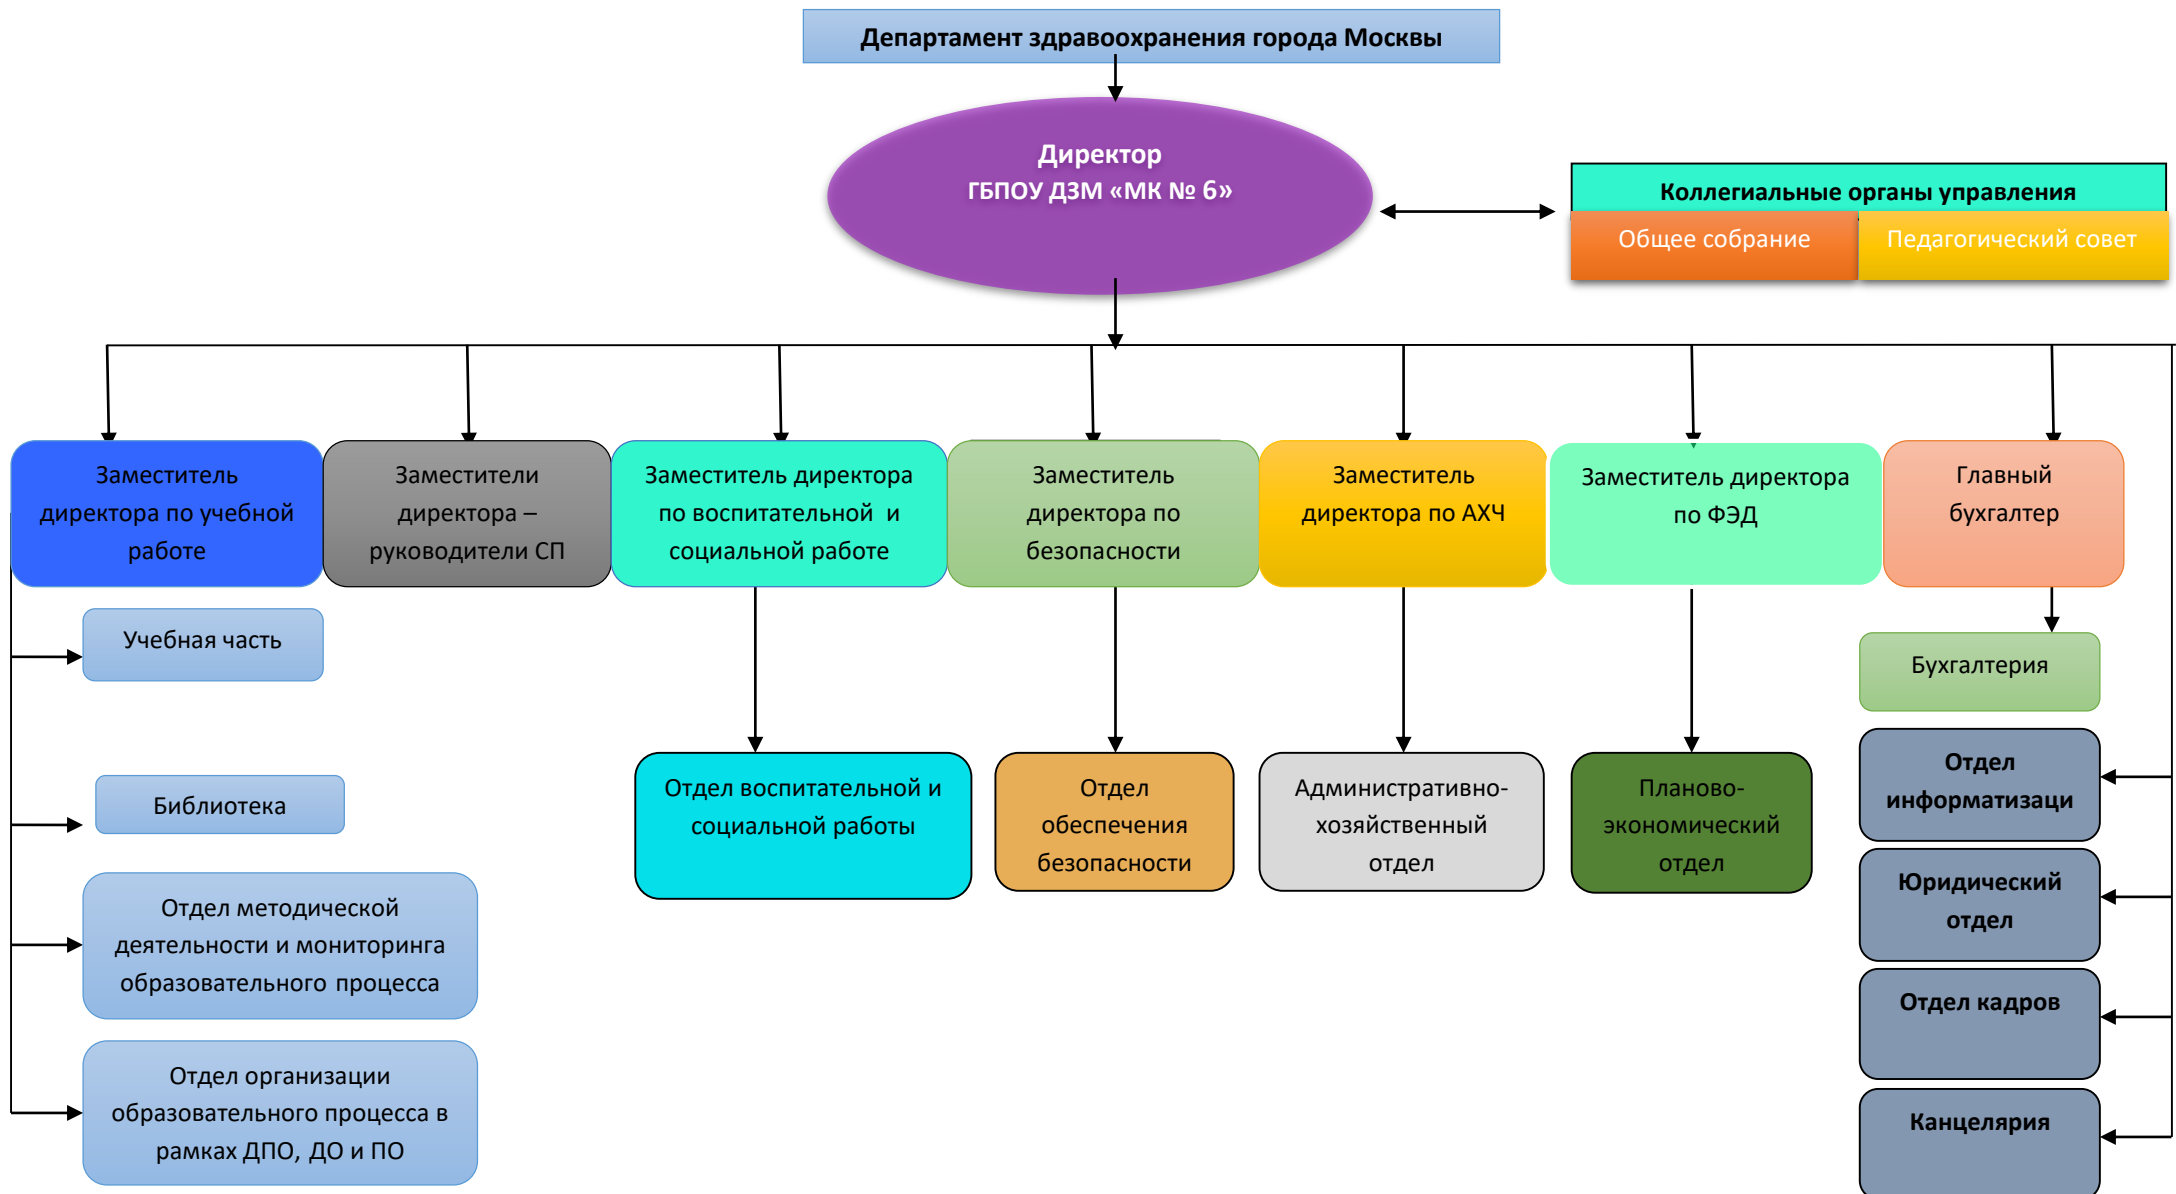 Департамент здравоохранения города Москвы
Директор
ГБПОУ ДЗМ «МК № 6»
Коллегиальные органы управления
Общее собрание
Педагогический совет
Заместитель
директора по учебной
работе
Заместители
директора –
руководители СП
Заместитель директора
по воспитательной и
социальной работе
Заместитель
директора по
безопасности
Заместитель
директора по АХЧ
Заместитель директора
по ФЭД
Главный
бухгалтер
Учебная часть
Библиотека
Отдел методической
деятельности и мониторинга
образовательного процесса
Отдел организации
образовательного процесса в
рамках ДПО, ДО и ПО
Отдел воспитательной и
социальной работы
Отдел
обеспечения
безопасности
Административно-
хозяйственный
отдел
Планово-
экономический
отдел
Бухгалтерия
Отдел
информатизаци
Юридический
отдел
Отдел кадров
Канцелярия